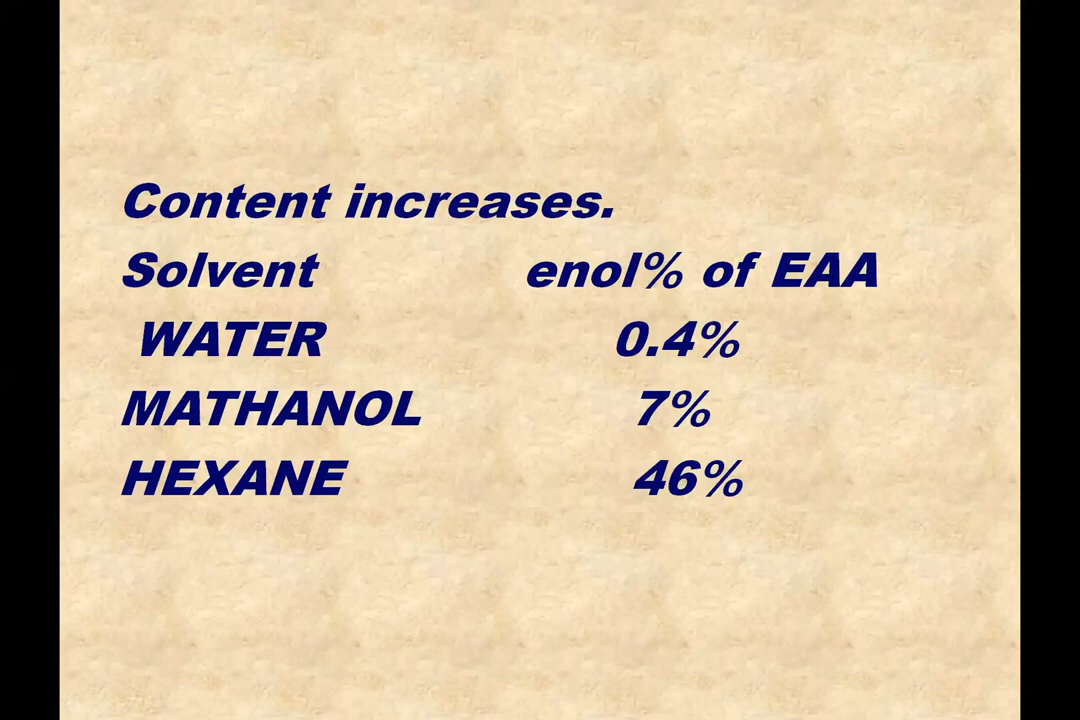 Content increases.
Solvent enol% of EAA
WATER 0.4%
MATHANOL 7%
HEXANE 46%